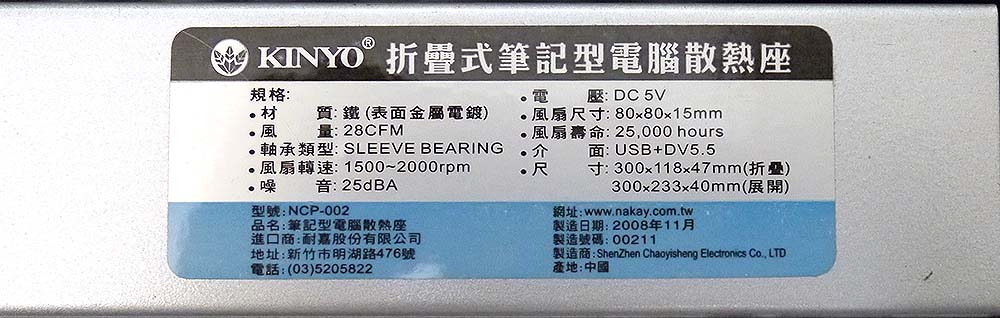 KINYO® 折疊式筆記型電腦散熱座
規格:
•材 質: 鐵 (表面金屬電鍍)
•風 量: 28CFM
•軸承類型: SLEEVE BEARING
•風扇轉速: 1500~2000rpm
•噪 音: 25dBA
•電 壓: DC 5V
•風扇尺寸: 80×80×15mm
•風扇壽命: 25,000 hours
•介 面: USB+DV5.5
•尺 寸: 300×118×47mm(折疊)
300×233×40mm(展開)
型號: NCP-002
品名: 筆記型電腦散熱座
進口商: 耐嘉股份有限公司
地址: 新竹市明湖路476號
電話: (03)5205822
網址: www.nakay.com.tw
製造日期: 2008年11月
製造號碼: 00211
製造商: ShenZhen Chaoyisheng Electronics Co., LTD
產地: 中國